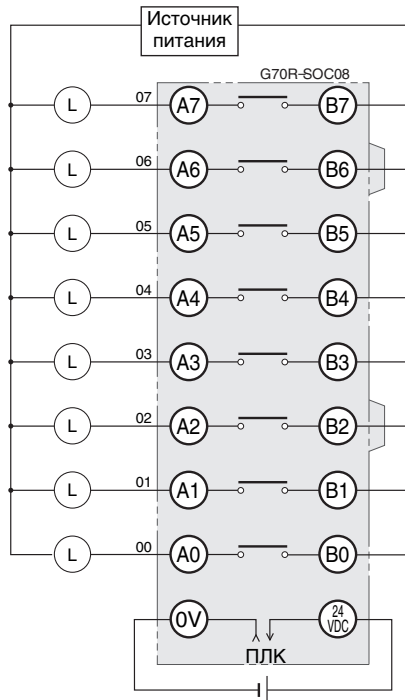 Источник
питания
G70R-SOC08
L 07 A7 B7
L 06 A6 B6
L 05 A5 B5
L 04 A4 B4
L 03 A3 B3
L 02 A2 B2
L 01 A1 B1
L 00 A0 B0
0V 24
VDC
ПЛК